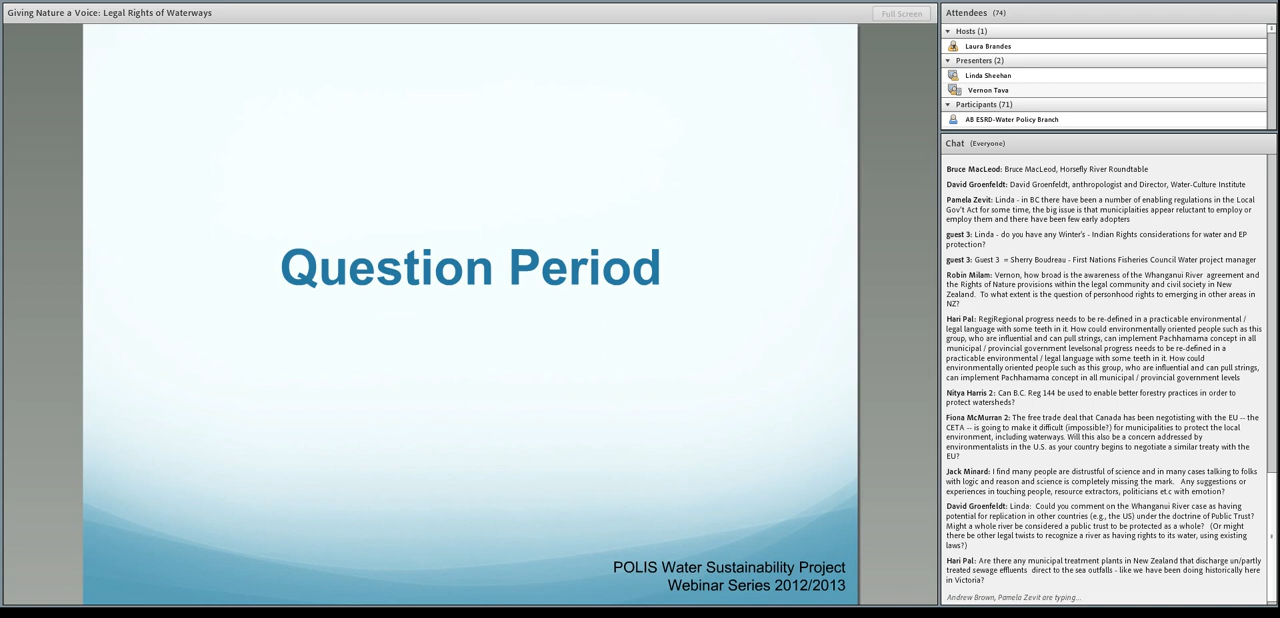 Giving Nature a Voice: Legal Rights of Waterways
Full Screen
Question Period
POLIS Water Sustainability Project
Webinar Series 2012/2013
Attendees (74)
Hosts (1)
Laura Brandes
Presenters (2)
Linda Sheehan
Vernon Tava
Participants (71)
AB ESRD-Water Policy Branch
Chat (Everyone)
Bruce MacLeod: Bruce MacLeod, Horsefly River Roundtable
David Groenfeldt: David Groenfeldt, anthropologist and Director, Water-Culture Institute
Pamela Zevit: Linda - in BC there have been a number of enabling regulations in the Local
Gov't Act for some time, the big issue is that municiplaities appear reluctant to employ or
employ them and there have been few early adopters
guest 3: Linda - do you have any Winter's - Indian Rights considerations for water and EP
protection?
guest 3: Guest 3 = Sherry Boudreau - First Nations Fisheries Council Water project manager
Robin Milam: Vernon, how broad is the awareness of the Whanganui River agreement and
the Rights of Nature provisions within the legal community and civil society in New
Zealand. To what extent is the question of personhood rights to emerging in other areas in
NZ?
Hari Pal: RegiRegional progress needs to be re-defined in a practicable environmental /
legal language with some teeth in it. How could environmentally oriented people such as this
group, who are influential and can pull strings, can implement Pachhamama concept in all
municipal / provincial government levelsonal progress needs to be re-defined in a
practicable environmental / legal language with some teeth in it. How could
environmentally oriented people such as this group, who are influential and can pull strings,
can implement Pachhamama concept in all municipal / provincial government levels
Nitya Harris 2: Can B.C. Reg 144 be used to enable better forestry practices in order to
protect watersheds?
Fiona McMurran 2: The free trade deal that Canada has been negotisting with the EU -- the
CETA -- is going to make it difficult (impossible?) for municipalities to protect the local
environment, including waterways. Will this also be a concern addressed by
environmentalists in the U.S. as your country begins to negotiate a similar treaty with the
EU?
Jack Minard: I find many people are distrustful of science and in many cases talking to folks
with logic and reason and science is completely missing the mark. Any suggestions or
experiences in touching people, resource extractors, politicians et.c with emotion?
David Groenfeldt: Linda: Could you comment on the Whanganui River case as having
potential for replication in other countries (e.g., the US) under the doctrine of Public Trust?
Might a whole river be considered a public trust to be protected as a whole? (Or might
there be other legal twists to recognize a river as having rights to its water, using existing
laws?)
Hari Pal: Are there any municipal treatment plants in New Zealand that discharge un/partly
treated sewage effluents direct to the sea outfalls - like we have been doing historically here
in Victoria?
Andrew Brown, Pamela Zevit are typing...